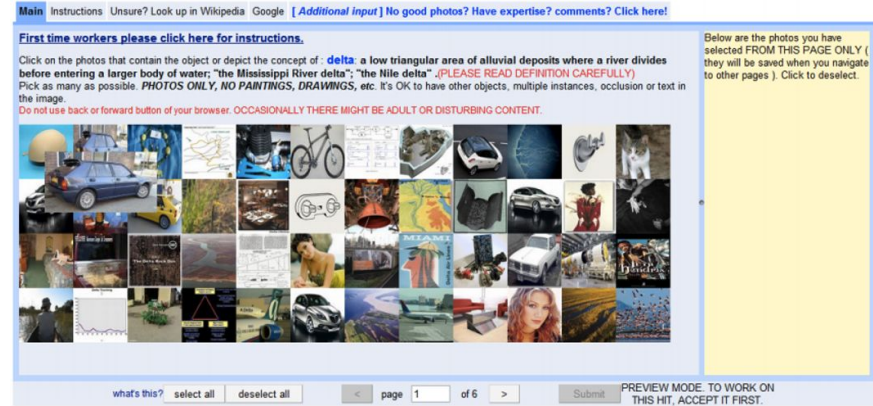 Main Instructions Unsure? Look up in Wikipedia Google [ Additional input ] No good photos? Have expertise? comments? Click here!
First time workers please click here for instructions.
Click on the photos that contain the object or depict the concept of : delta: a low triangular area of alluvial deposits where a river divides
before entering a larger body of water; "the Mississippi River delta"; "the Nile delta" .(PLEASE READ DEFINITION CAREFULLY)
Pick as many as possible. PHOTOS ONLY, NO PAINTINGS, DRAWINGS, etc. It's OK to have other objects, multiple instances, occlusion or text in
the image.
Do not use back or forward button of your browser. OCCASIONALLY THERE MIGHT BE ADULT OR DISTURBING CONTENT.
Below are the photos you have
selected FROM THIS PAGE ONLY (
they will be saved when you navigate
to other pages ). Click to deselect.
MIAMI
what's this? select all deselect all < page 1 of 6 > Submit
PREVIEW MODE. TO WORK ON
THIS HIT, ACCEPT IT FIRST.